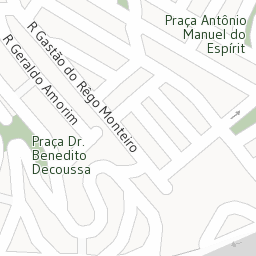 Praça Antônio
Manuel do
Espírit
R Gastão do Rêgo Monteiro
R Geraldo Amorim
Praça Dr.
Benedito
Decoussa